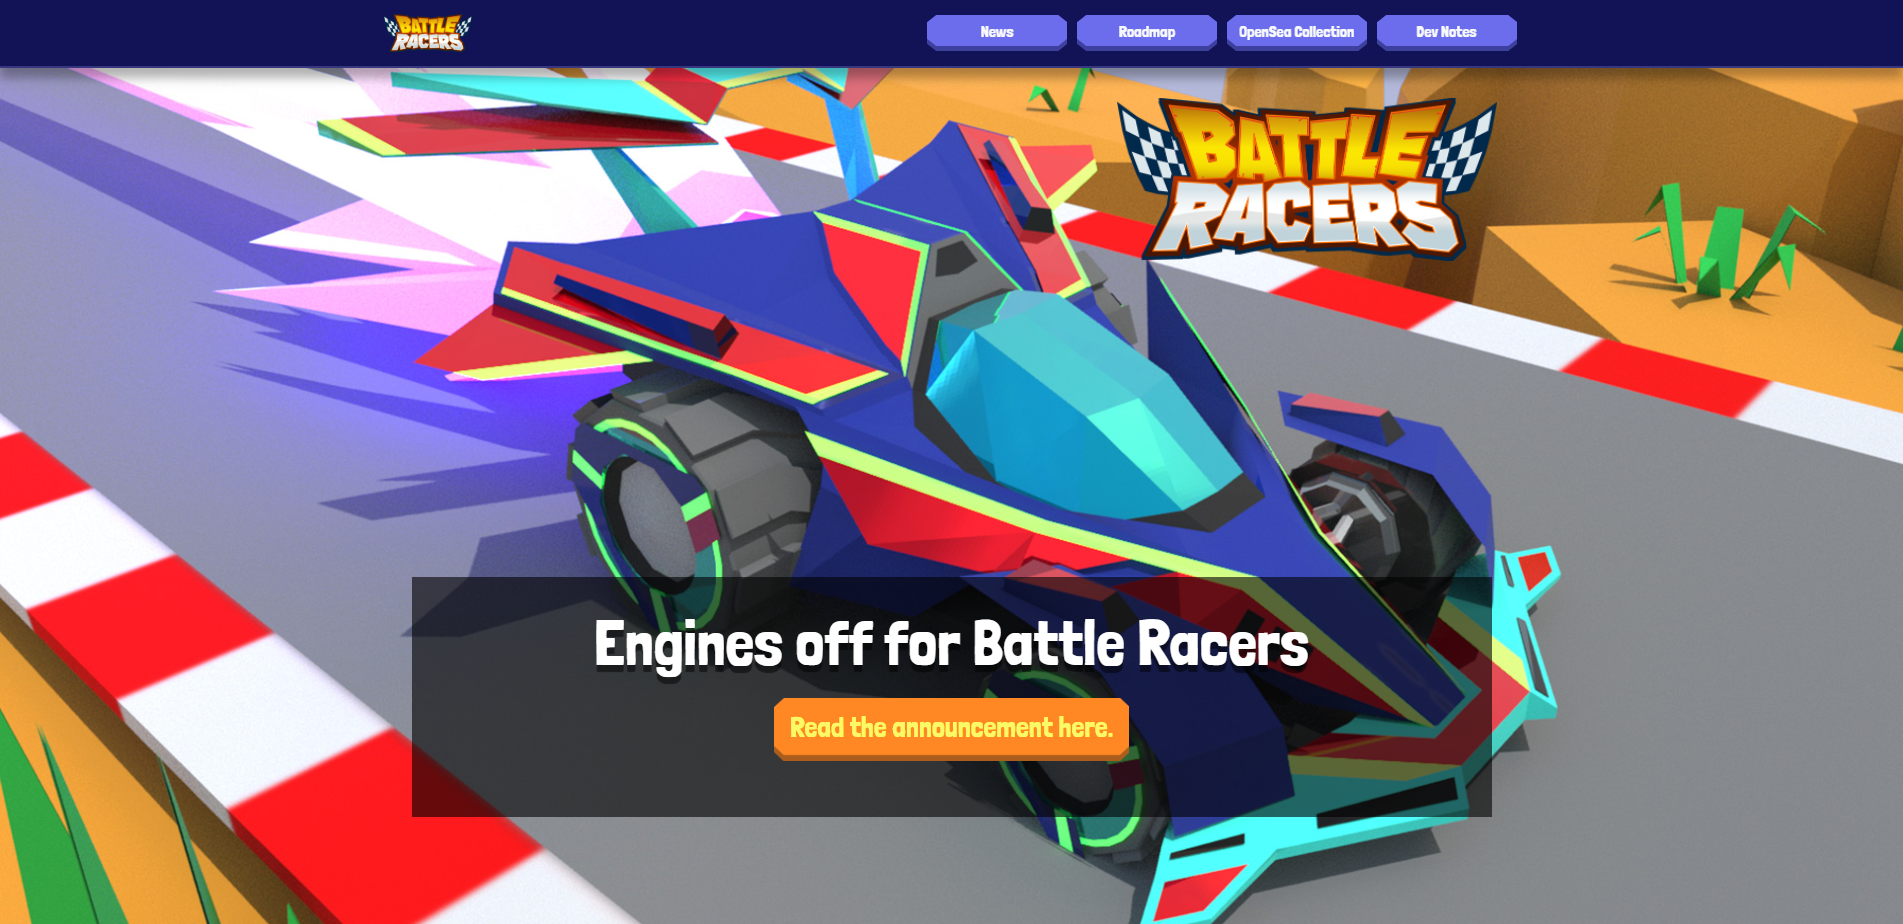 BATTLE
RACERS
News
Roadmap
OpenSea Collection
Dev Notes
BATTLE
RACERS
Engines off for Battle Racers
Read the announcement here.